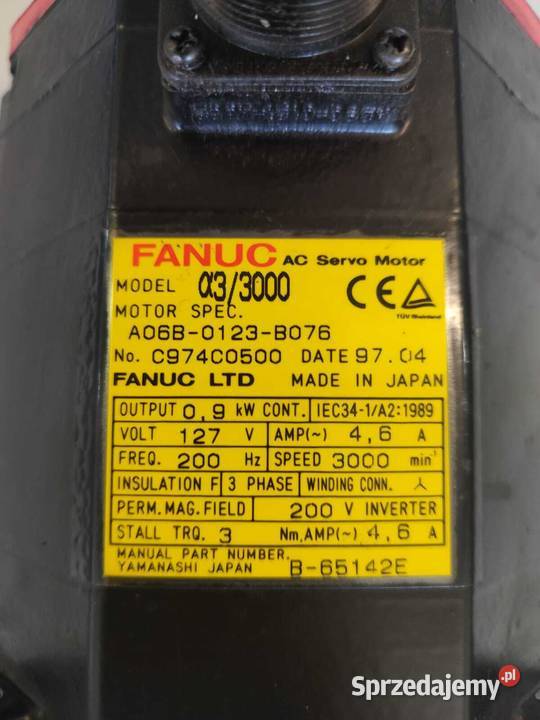 FANUC AC Servo Motor
MODEL α3/3000
CE TÜV Rheinland
MOTOR SPEC.
A06B-0123-B076
No. C974C0500 DATE 97.04
FANUC LTD MADE IN JAPAN
OUTPUT 0,9 kW CONT. IEC34-1/A2:1989
VOLT 127 V AMP(~) 4,6 A
FREQ. 200 Hz SPEED 3000 min⁻¹
INSULATION F 3 PHASE WINDING CONN. ⅄
PERM.MAG.FIELD 200 V INVERTER
STALL TRQ. 3 Nm,AMP(~) 4,6 A
MANUAL PART NUMBER.
YAMANASHI JAPAN B-65142E
Sprzedajemy.pl